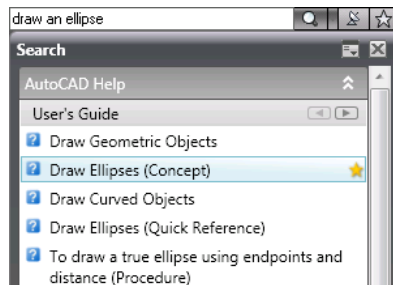 draw an ellipse
Search
AutoCAD Help
User's Guide
Draw Geometric Objects
Draw Ellipses (Concept)
Draw Curved Objects
Draw Ellipses (Quick Reference)
To draw a true ellipse using endpoints and
distance (Procedure)